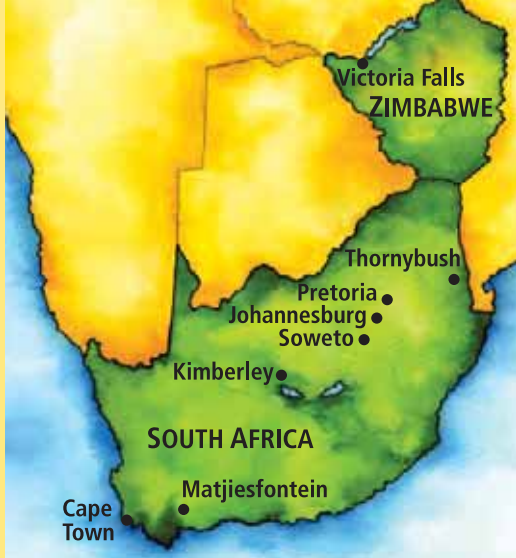 Victoria Falls
ZIMBABWE
Thornybush
Pretoria
Johannesburg
Soweto
Kimberley
SOUTH AFRICA
Matjiesfontein
Cape
Town